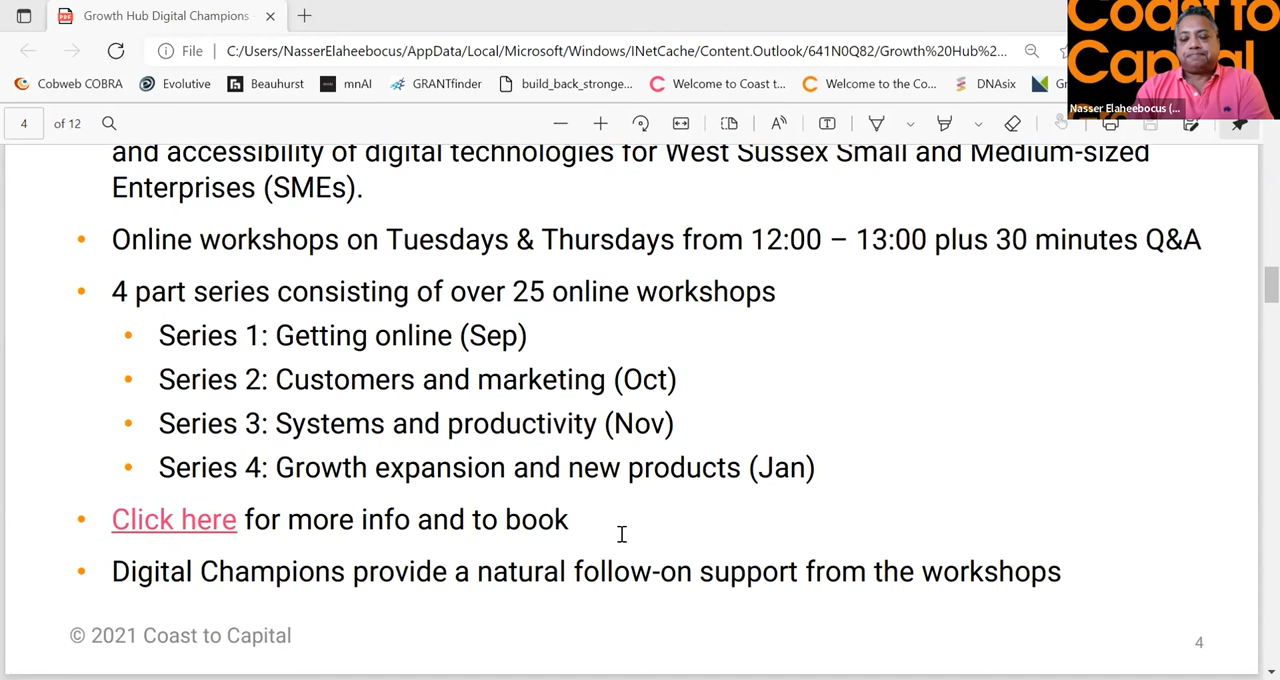 Growth Hub Digital Champions
File C:/Users/NasserElaheebocus/AppData/Local/Microsoft/Windows/INetCache/Content.Outlook/641N0Q82/Growth%20Hub%2...
Cobweb COBRA Evolutive Beauhurst mnAI GRANTfinder build_back_stronge... Welcome to Coast t... Welcome to the Co... DNAsix Gr
Coast to
Capital
Nasser Elaheebocus (...
4 of 12
and accessibility of digital technologies for West Sussex Small and Medium-sized
Enterprises (SMEs).
• Online workshops on Tuesdays & Thursdays from 12:00 – 13:00 plus 30 minutes Q&A
• 4 part series consisting of over 25 online workshops
• Series 1: Getting online (Sep)
• Series 2: Customers and marketing (Oct)
• Series 3: Systems and productivity (Nov)
• Series 4: Growth expansion and new products (Jan)
• Click here for more info and to book
• Digital Champions provide a natural follow-on support from the workshops
© 2021 Coast to Capital
4